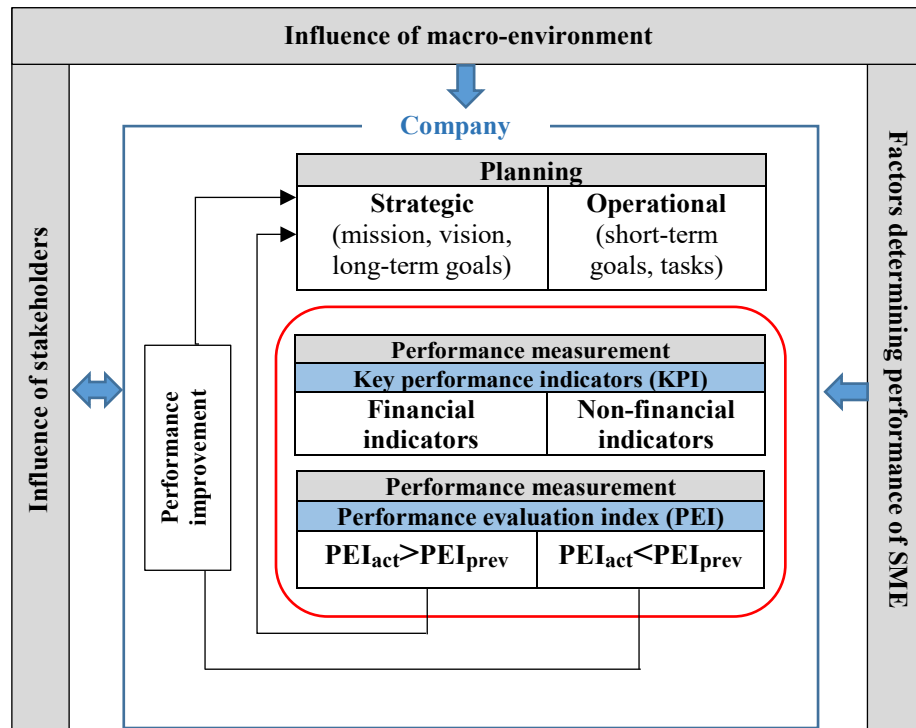 Influence of macro-environment
Influence of stakeholders
Company
Planning
Strategic
(mission, vision,
long-term goals)
Operational
(short-term
goals, tasks)
Performance
improvement
Performance measurement
Key performance indicators (KPI)
Financial
indicators
Non-financial
indicators
Performance measurement
Performance evaluation index (PEI)
PEIact>PEIprev
PEIact<PEIprev
Factors determining performance of SME